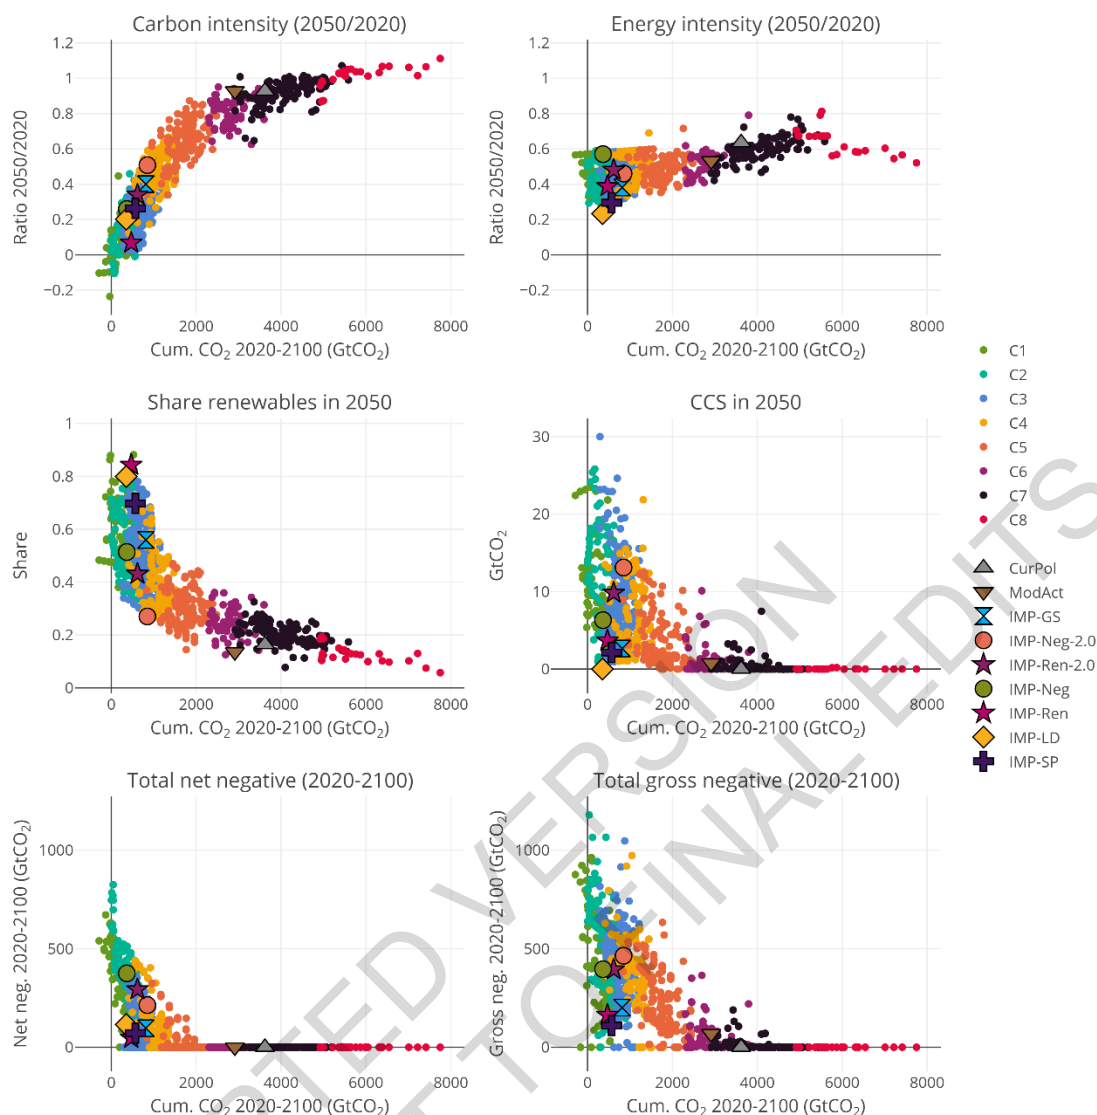 Carbon intensity (2050/2020)
Energy intensity (2050/2020)
1.2
1
0.8
0.6
0.4
0.2
0
−0.2
Ratio 2050/2020
0
2000
4000
6000
8000
Cum. CO₂ 2020-2100 (GtCO₂)
1.2
1
0.8
0.6
0.4
0.2
0
−0.2
Ratio 2050/2020
0
2000
4000
6000
8000
Cum. CO₂ 2020-2100 (GtCO₂)
Share renewables in 2050
CCS in 2050
1
0.8
0.6
0.4
0.2
0
Share
0
2000
4000
6000
8000
Cum. CO₂ 2020-2100 (GtCO₂)
30
20
10
0
GtCO₂
0
2000
4000
6000
8000
Cum. CO₂ 2020-2100 (GtCO₂)
C1
C2
C3
C4
C5
C6
C7
C8
CurPol
ModAct
IMP-GS
IMP-Neg-2.0
IMP-Ren-2.0
IMP-Neg
IMP-Ren
IMP-LD
IMP-SP
Total net negative (2020-2100)
Total gross negative (2020-2100)
1000
500
0
Net neg. 2020-2100 (GtCO₂)
0
2000
4000
6000
8000
Cum. CO₂ 2020-2100 (GtCO₂)
1000
500
0
Gross neg. 2020-2100 (GtCO₂)
0
2000
4000
6000
8000
Cum. CO₂ 2020-2100 (GtCO₂)
VERSION
EDITS